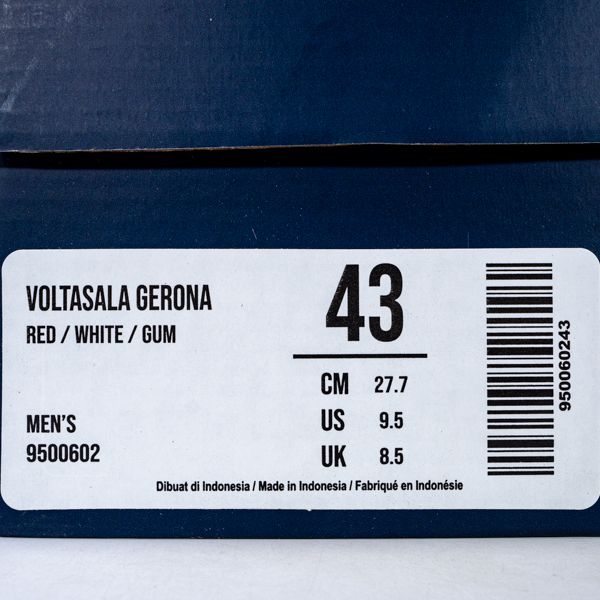 VOLTASALA GERONA
RED / WHITE / GUM
MEN'S
9500602
43
CM 27.7
US 9.5
UK 8.5
950060243
Dibuat di Indonesia / Made in Indonesia / Fabriqué en Indonésie